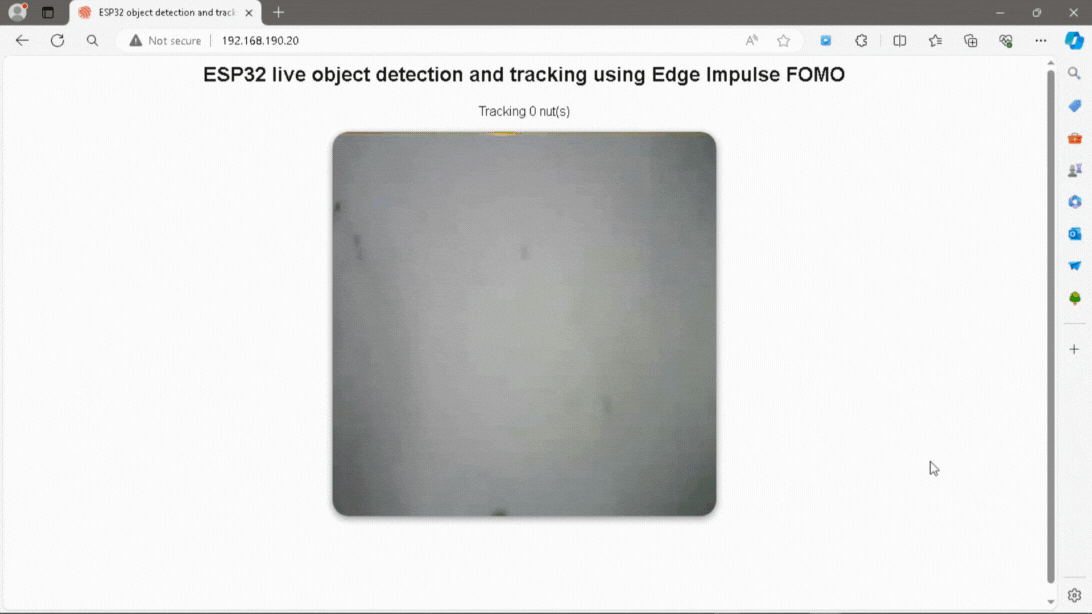 ESP32 object detection and track
Not secure
192.168.190.20
ESP32 live object detection and tracking using Edge Impulse FOMO
Tracking 0 nut(s)